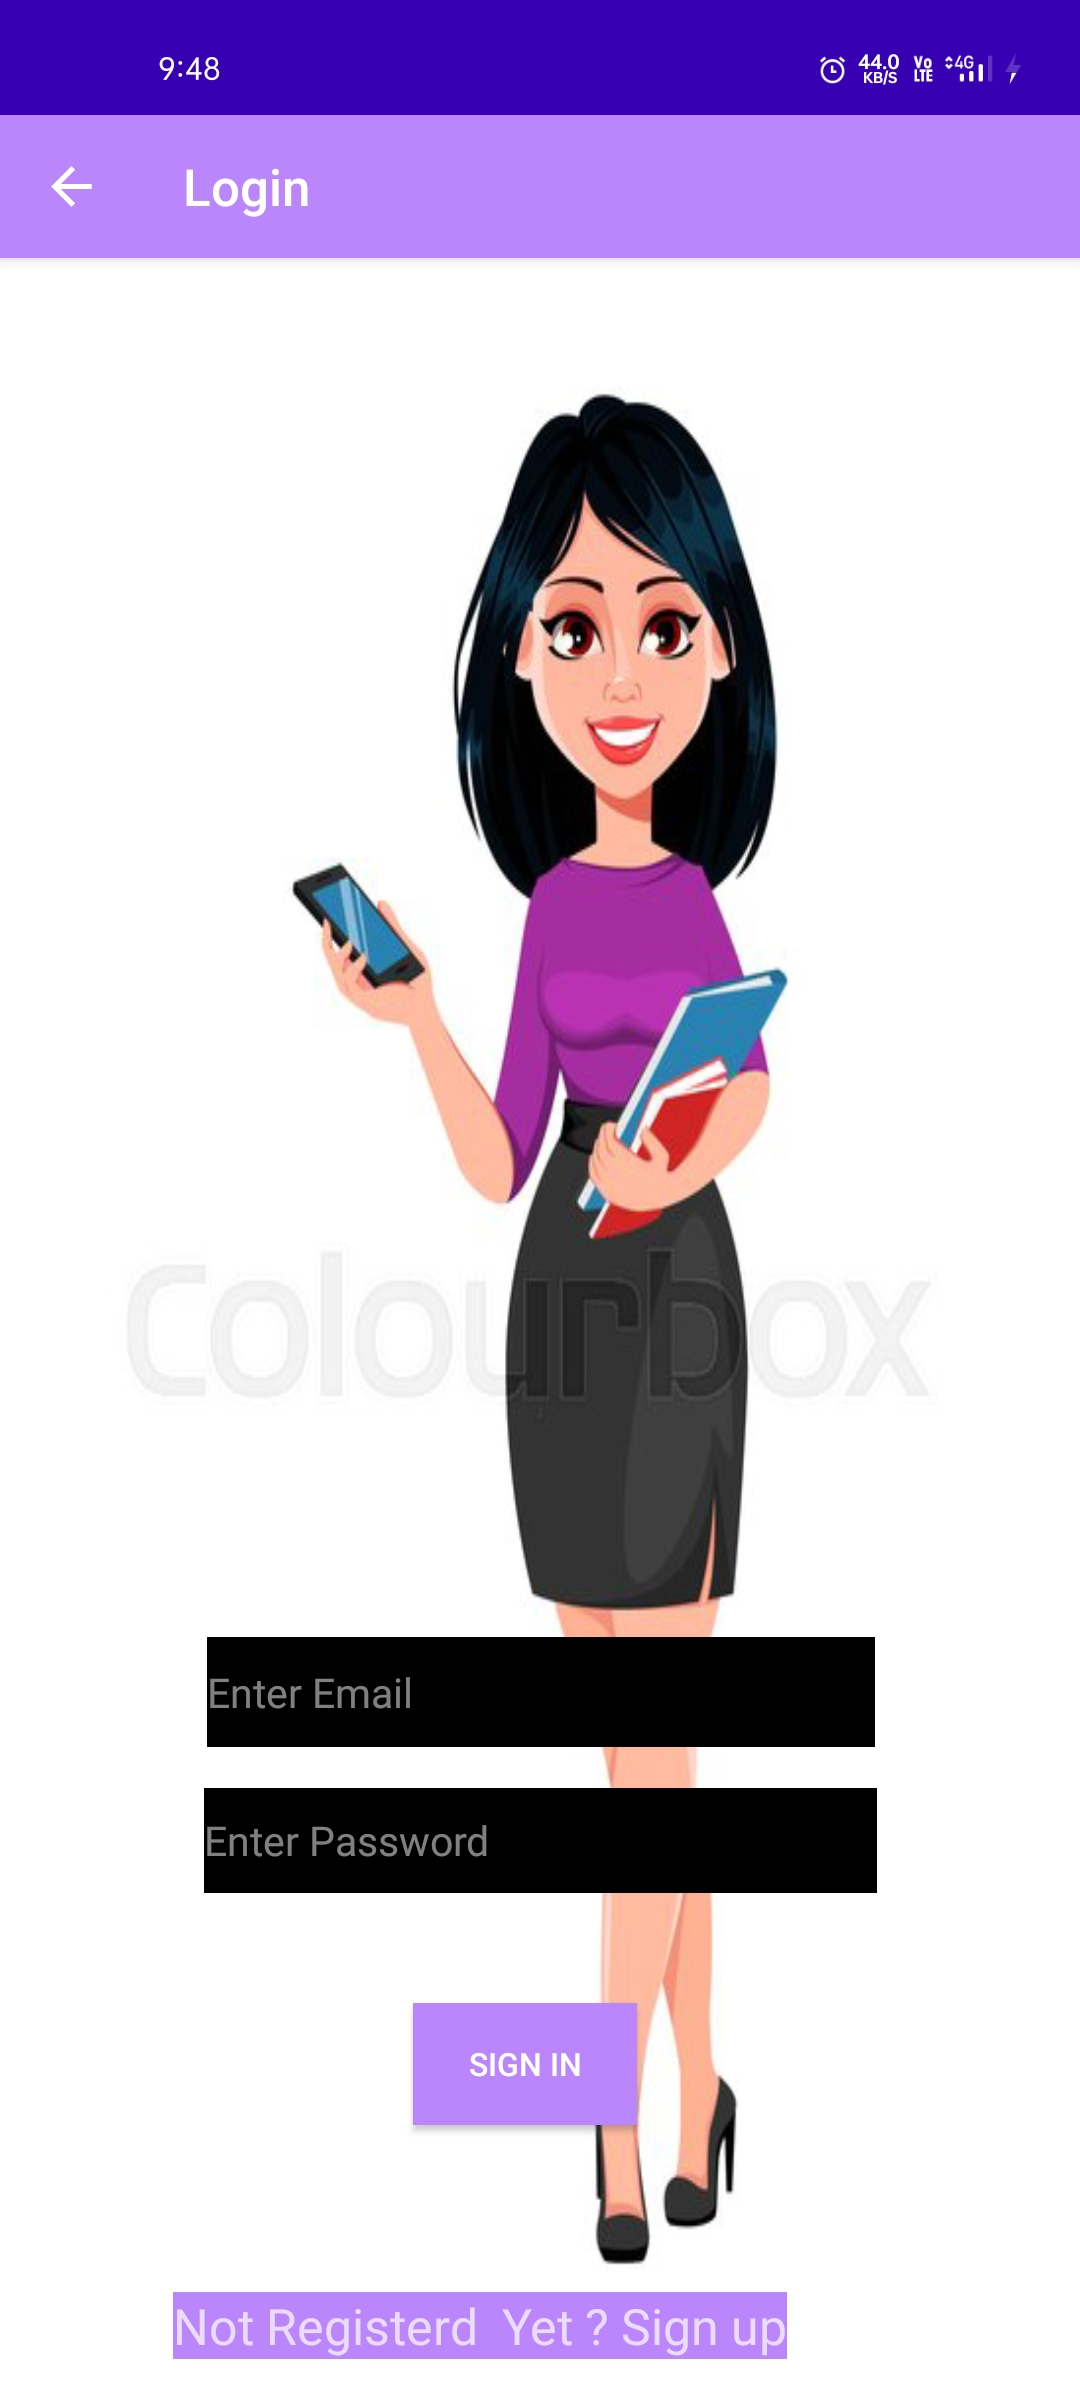 9:48
44.0
KB/S
Vo
LTE
4G
Login
Colourbox
Enter Email
Enter Password
SIGN IN
Not Registerd  Yet ? Sign up